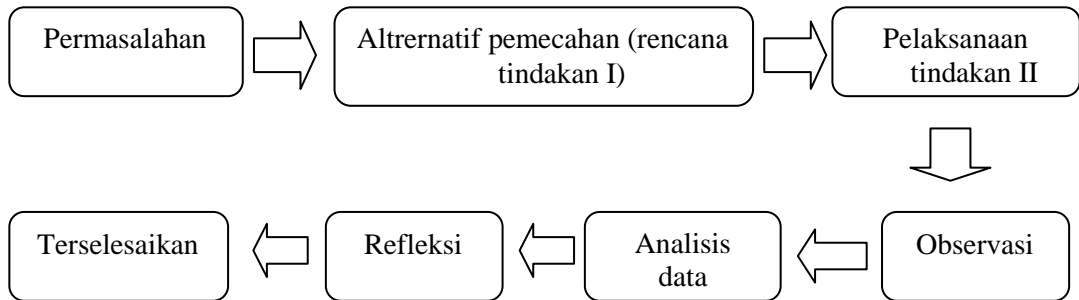 Permasalahan
Altrernatif pemecahan (rencana
tindakan I)
Pelaksanaan
tindakan II
Terselesaikan
Refleksi
Analisis
data
Observasi